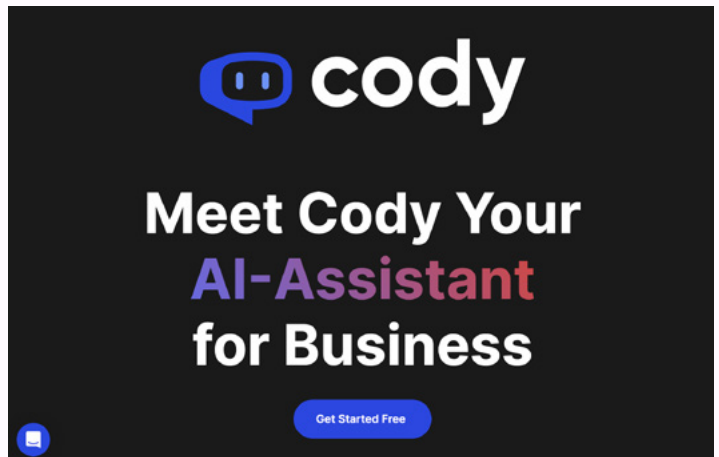 cody
Meet Cody Your
AI-Assistant
for Business
Get Started Free